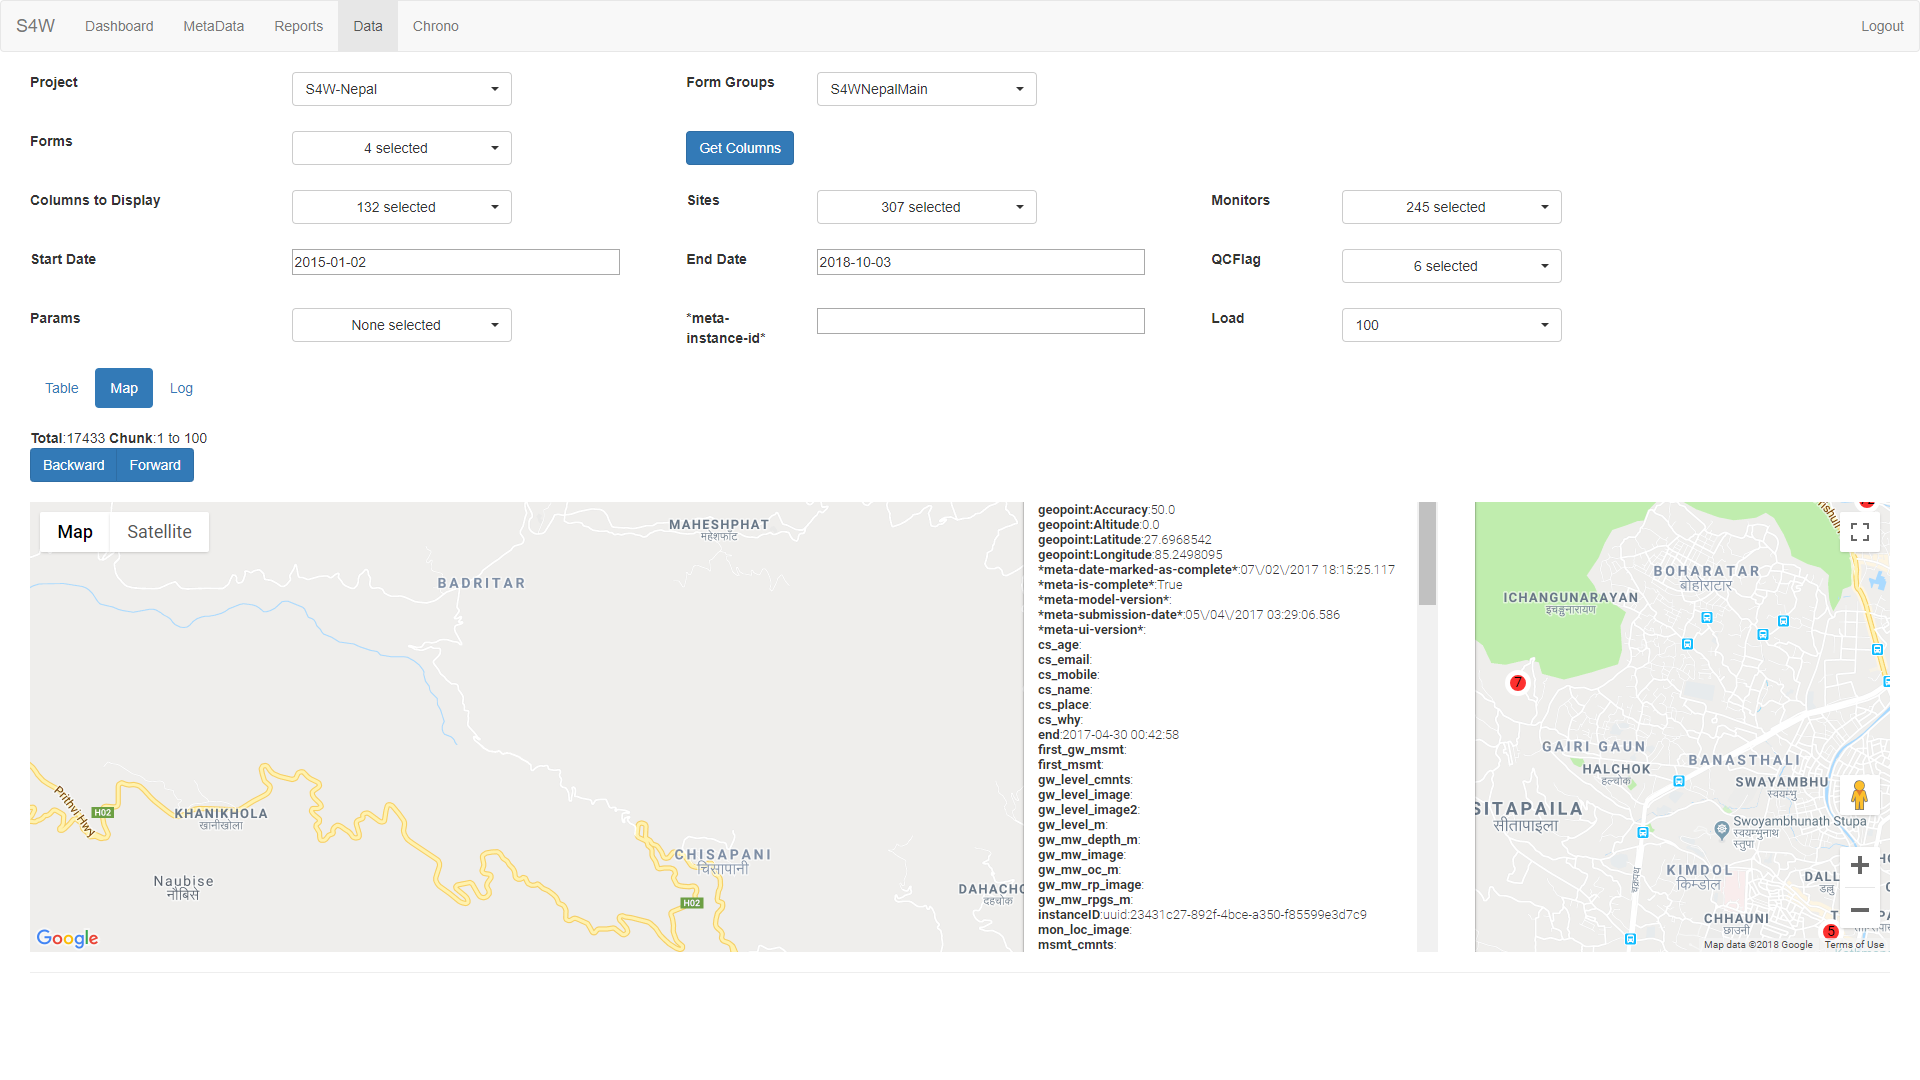 S4W Dashboard MetaData Reports Data Chrono Logout
Project S4W-Nepal Form Groups S4WNepalMain
Forms 4 selected Get Columns
Columns to Display 132 selected Sites 307 selected Monitors 245 selected
Start Date 2015-01-02 End Date 2018-10-03 QCFlag 6 selected
Params None selected *meta-instance-id* Load 100
Table Map Log
Total:17433 Chunk:1 to 100
Backward Forward
Map Satellite
MAHESHPHAT
महेशफाँट
BADRITAR
Prithvi Hwy
H02
KHANIKHOLA
खानीखोला
Naubise
नौबिसे
CHISAPANI
चिसापानी
H02
DAHACHO
दहचोक
Google
geopoint:Accuracy:50.0
geopoint:Altitude:0.0
geopoint:Latitude:27.6968542
geopoint:Longitude:85.2498095
*meta-date-marked-as-complete*:07\/02\/2017 18:15:25.117
*meta-is-complete*:True
*meta-model-version*:
*meta-submission-date*:05\/04\/2017 03:29:06.586
*meta-ui-version*:
cs_age:
cs_email:
cs_mobile:
cs_name:
cs_place:
cs_why:
end:2017-04-30 00:42:58
first_gw_msmt:
first_msmt:
gw_level_cmnts:
gw_level_image:
gw_level_image2:
gw_level_m:
gw_mw_depth_m:
gw_mw_image:
gw_mw_oc_m:
gw_mw_rp_image:
gw_mw_rpgs_m:
instanceID:uuid:23431c27-892f-4bce-a350-f85599e3d7c9
mon_loc_image:
msmt_cmnts:
BOHARATAR
बोहोराटार
ICHANGUNARAYAN
इचङ्गुनारायण
7
GAIRI GAUN
HALCHOK
हल्चोक
BANASTHALI
SWAYAMBHU
स्वयम्भु
SITAPAILA
सीतापाइला
Swoyambhunath Stupa
स्वयम्भुनाथ
स्तुपा
KIMDOL
किम्डोल
चक्रपथ
DALL
डल्लु
CHHAUNI
छाउनी
5
Map data ©2018 Google Terms of Use